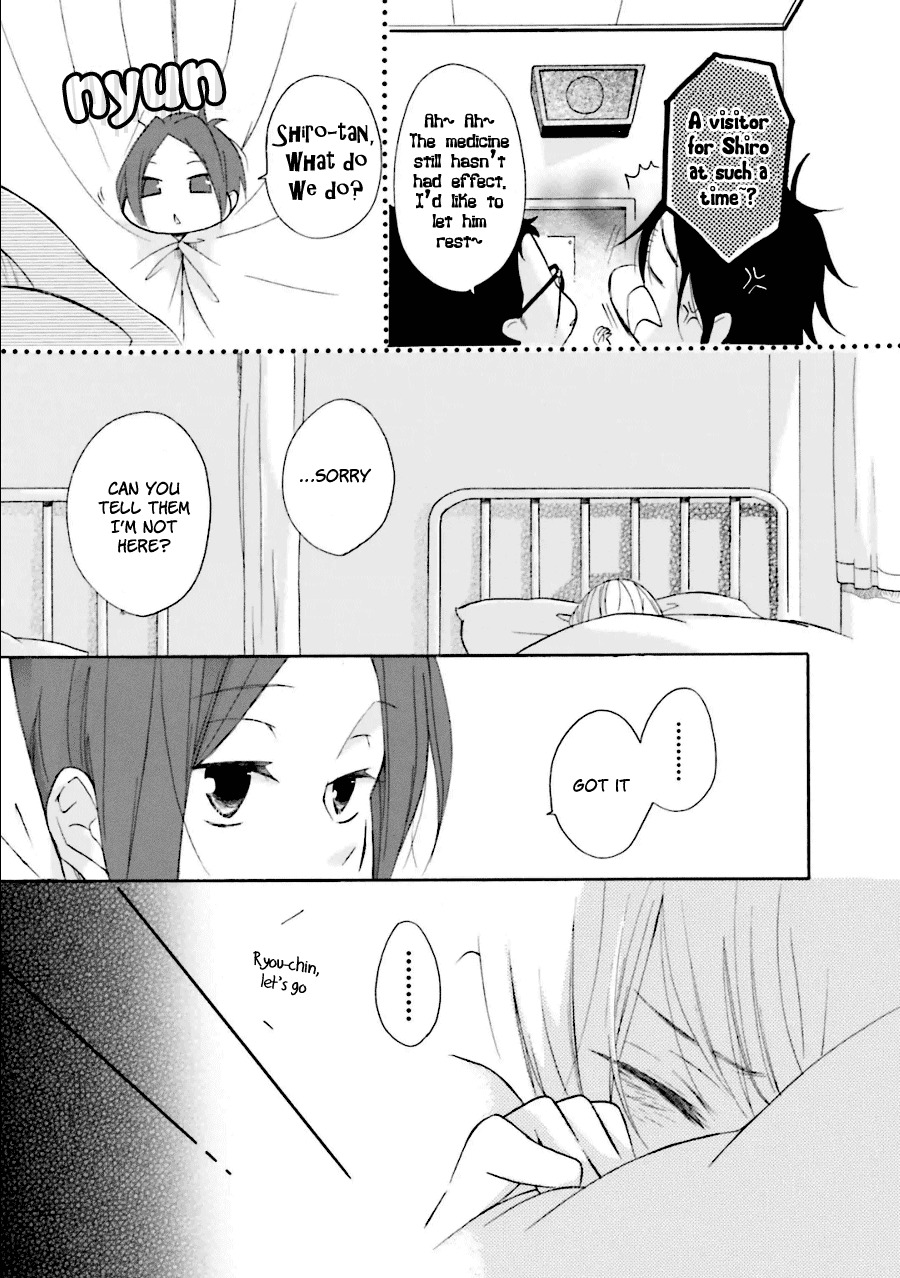 A visitor
for Shiro
at such a
time ?
Ah~ Ah~
The medicine
still hasn't
had effect.
I'd like to
let him
rest~
nyun
Shiro-tan,
What do
We do?
...SORRY
CAN YOU
TELL THEM
I'M NOT
HERE?
........
GOT IT
........
Ryou-chin,
let's go